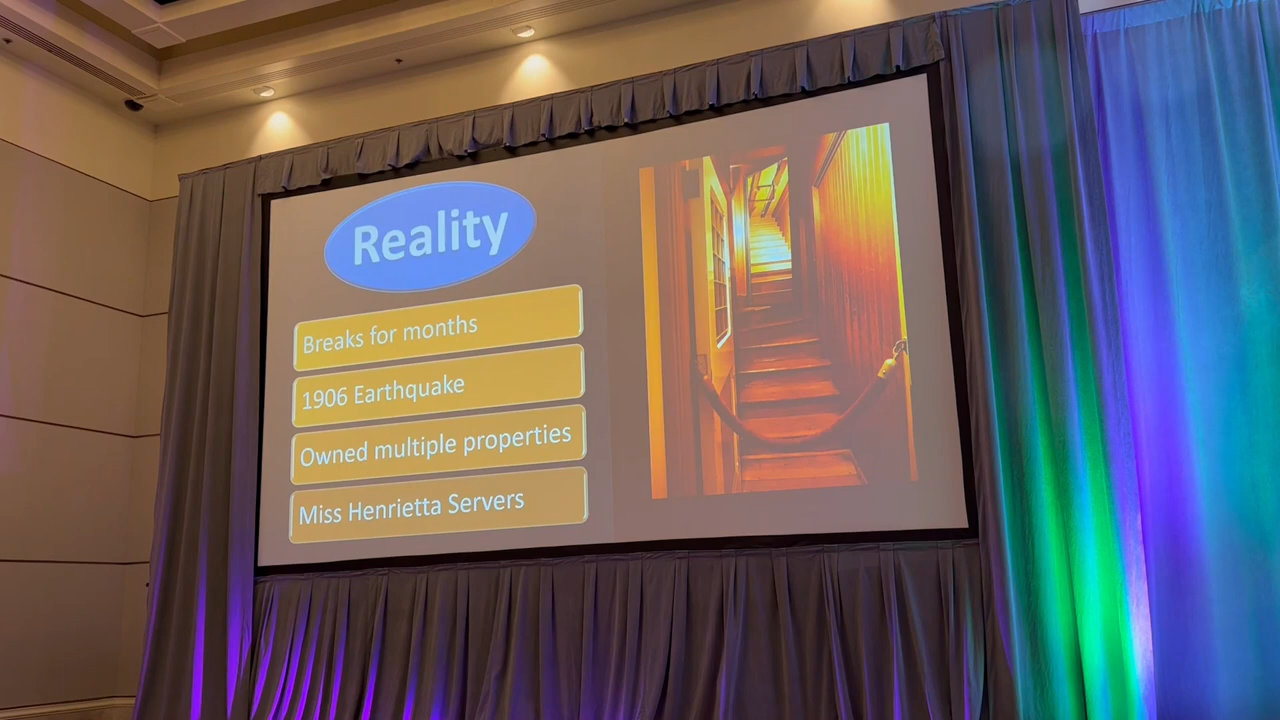 Reality
Breaks for months
1906 Earthquake
Owned multiple properties
Miss Henrietta Servers